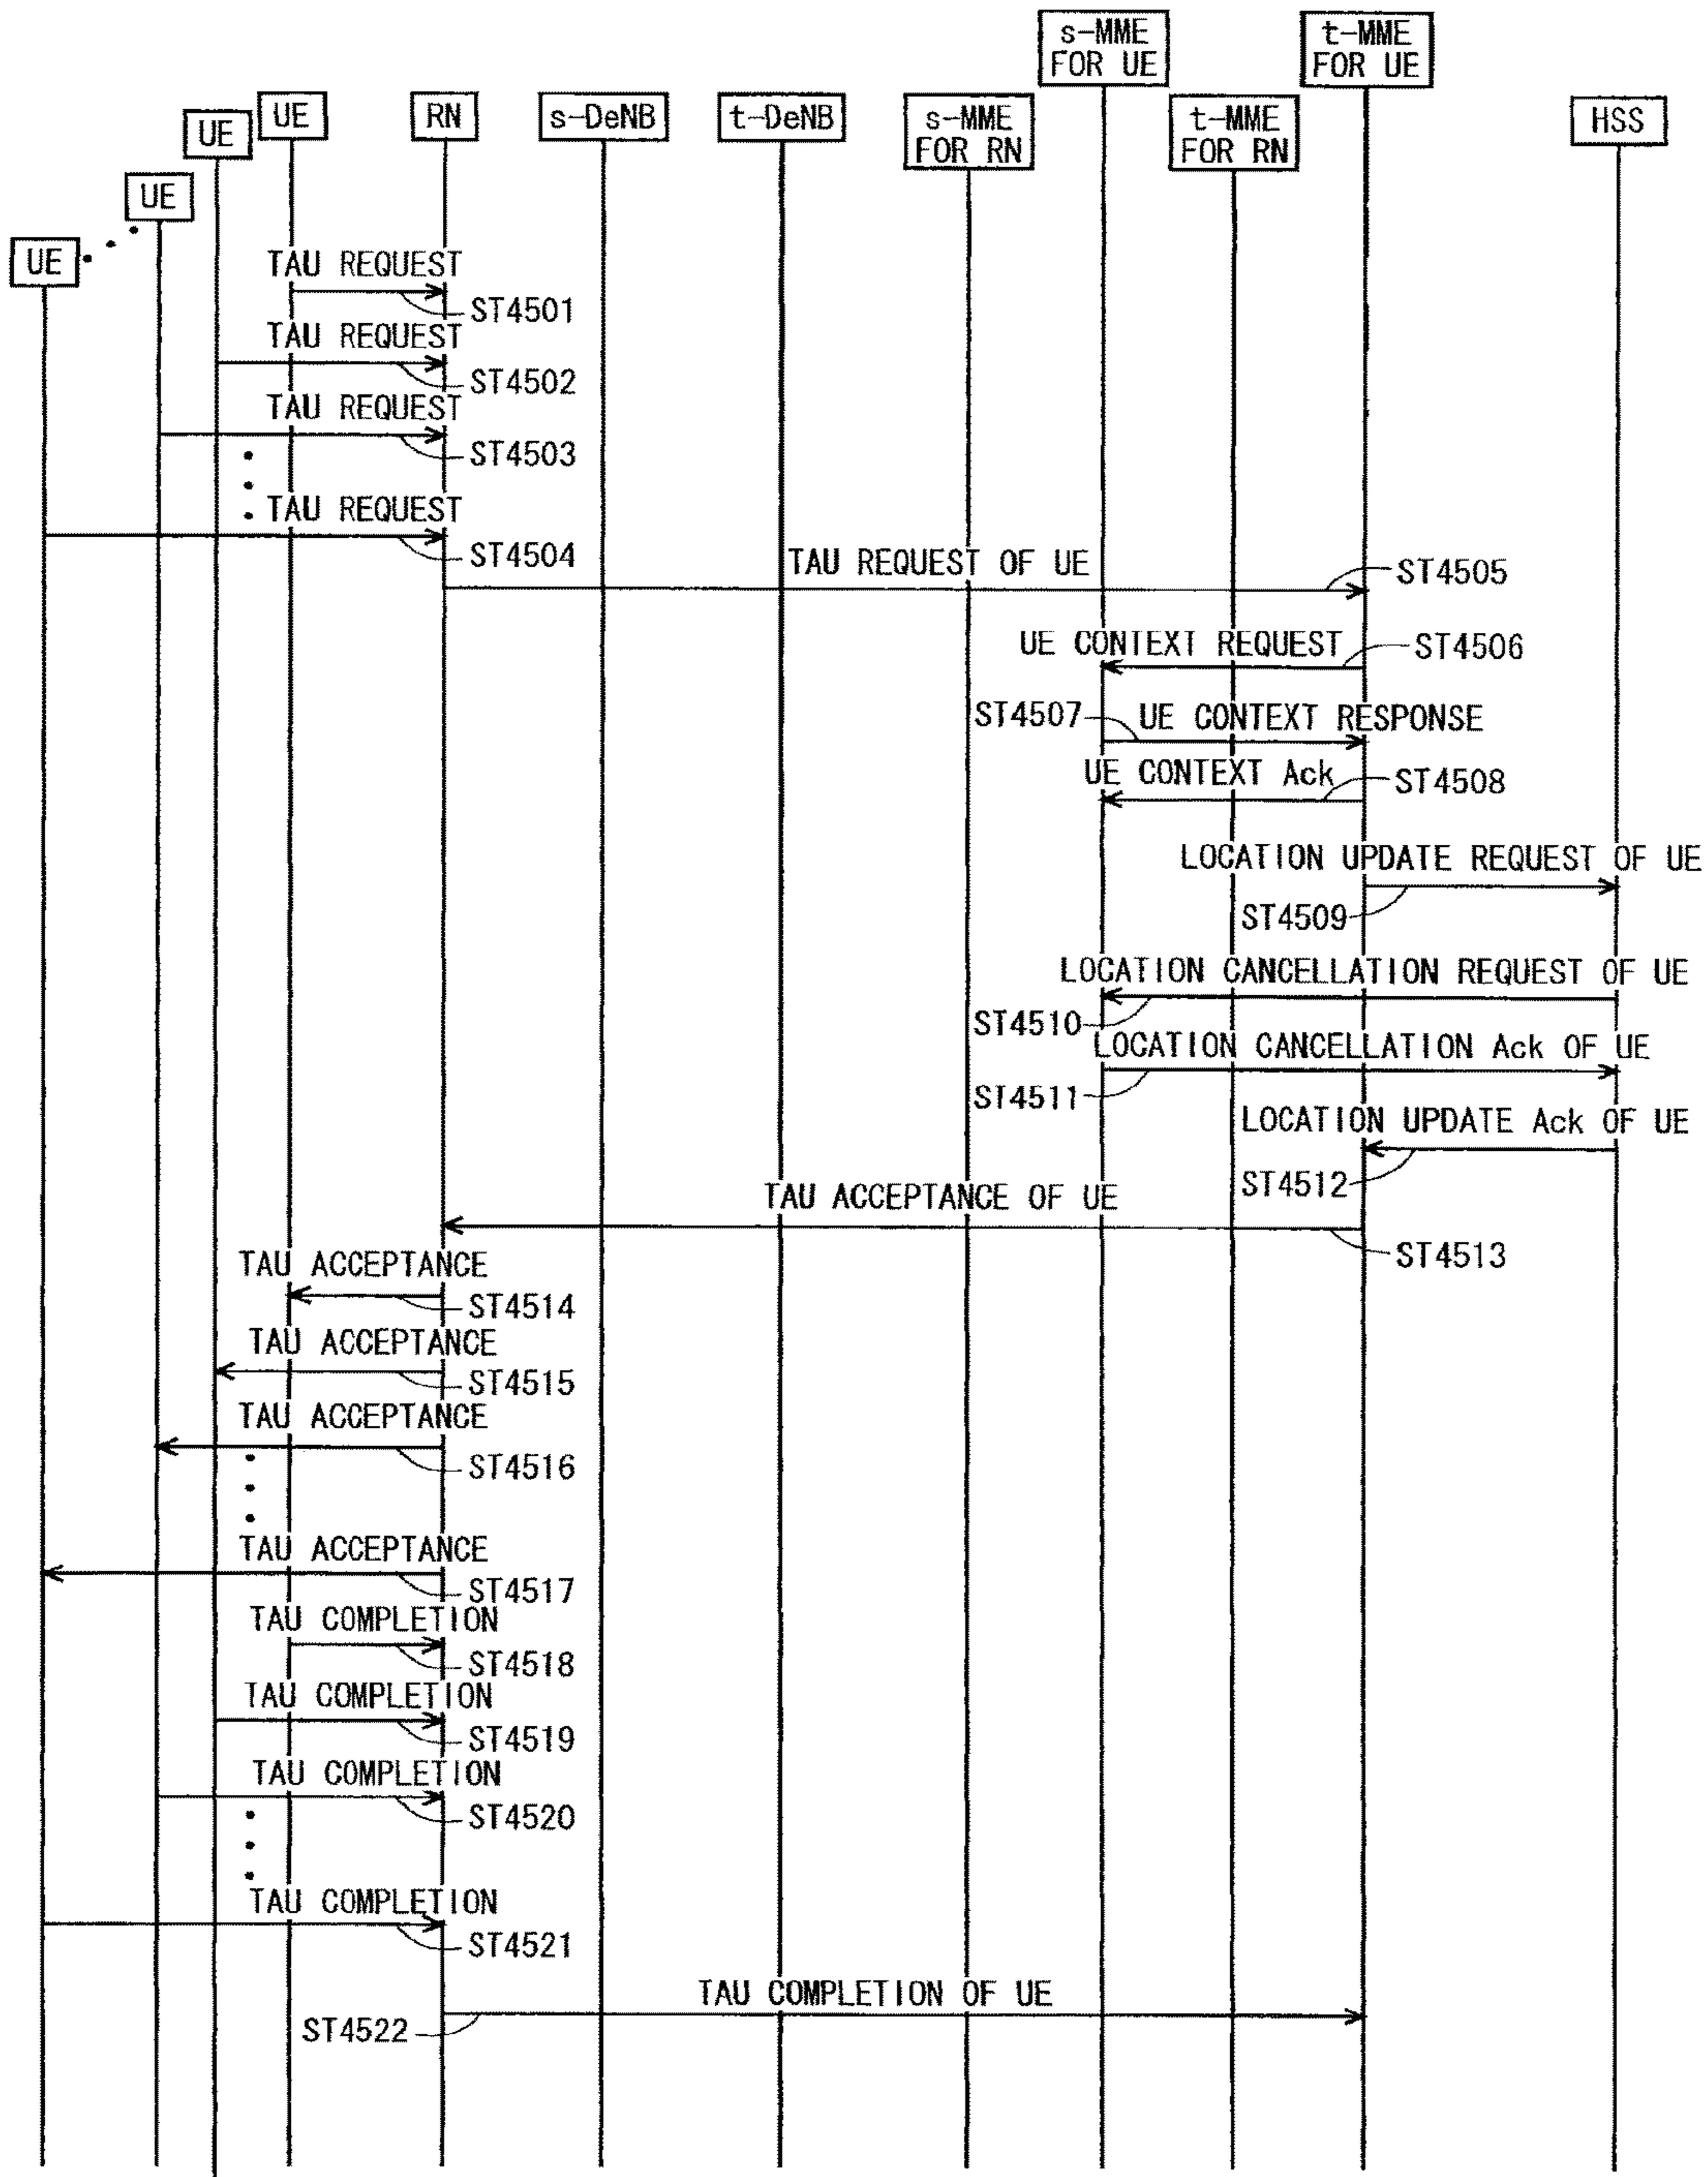 s-MME
FOR UE
t-MME
FOR UE
UE
UE
RN
s-DeNB
t-DeNB
s-MME
FOR RN
t-MME
FOR RN
HSS
UE
UE
TAU REQUEST
ST4501
TAU REQUEST
ST4502
TAU REQUEST
ST4503
TAU REQUEST
ST4504
TAU REQUEST OF UE
ST4505
UE CONTEXT REQUEST
ST4506
ST4507
UE CONTEXT RESPONSE
UE CONTEXT Ack
ST4508
LOCATION UPDATE REQUEST OF UE
ST4509
LOCATION CANCELLATION REQUEST OF UE
ST4510
LOCATION CANCELLATION Ack OF UE
ST4511
LOCATION UPDATE Ack OF UE
ST4512
TAU ACCEPTANCE OF UE
ST4513
TAU ACCEPTANCE
ST4514
TAU ACCEPTANCE
ST4515
TAU ACCEPTANCE
ST4516
TAU ACCEPTANCE
ST4517
TAU COMPLETION
ST4518
TAU COMPLETION
ST4519
TAU COMPLETION
ST4520
TAU COMPLETION
ST4521
TAU COMPLETION OF UE
ST4522